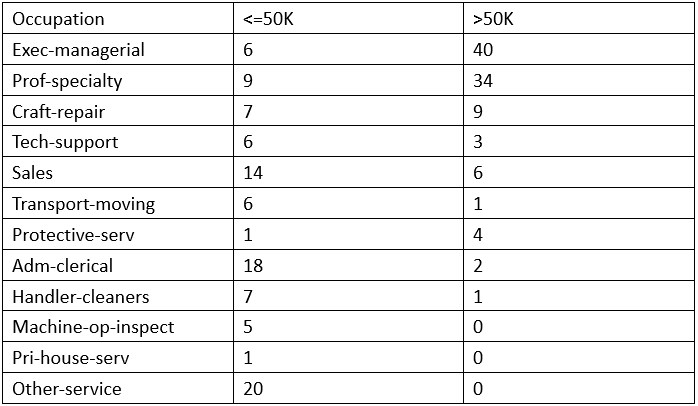 Occupation <=50K >50K
Exec-managerial 6 40
Prof-specialty 9 34
Craft-repair 7 9
Tech-support 6 3
Sales 14 6
Transport-moving 6 1
Protective-serv 1 4
Adm-clerical 18 2
Handler-cleaners 7 1
Machine-op-inspect 5 0
Pri-house-serv 1 0
Other-service 20 0